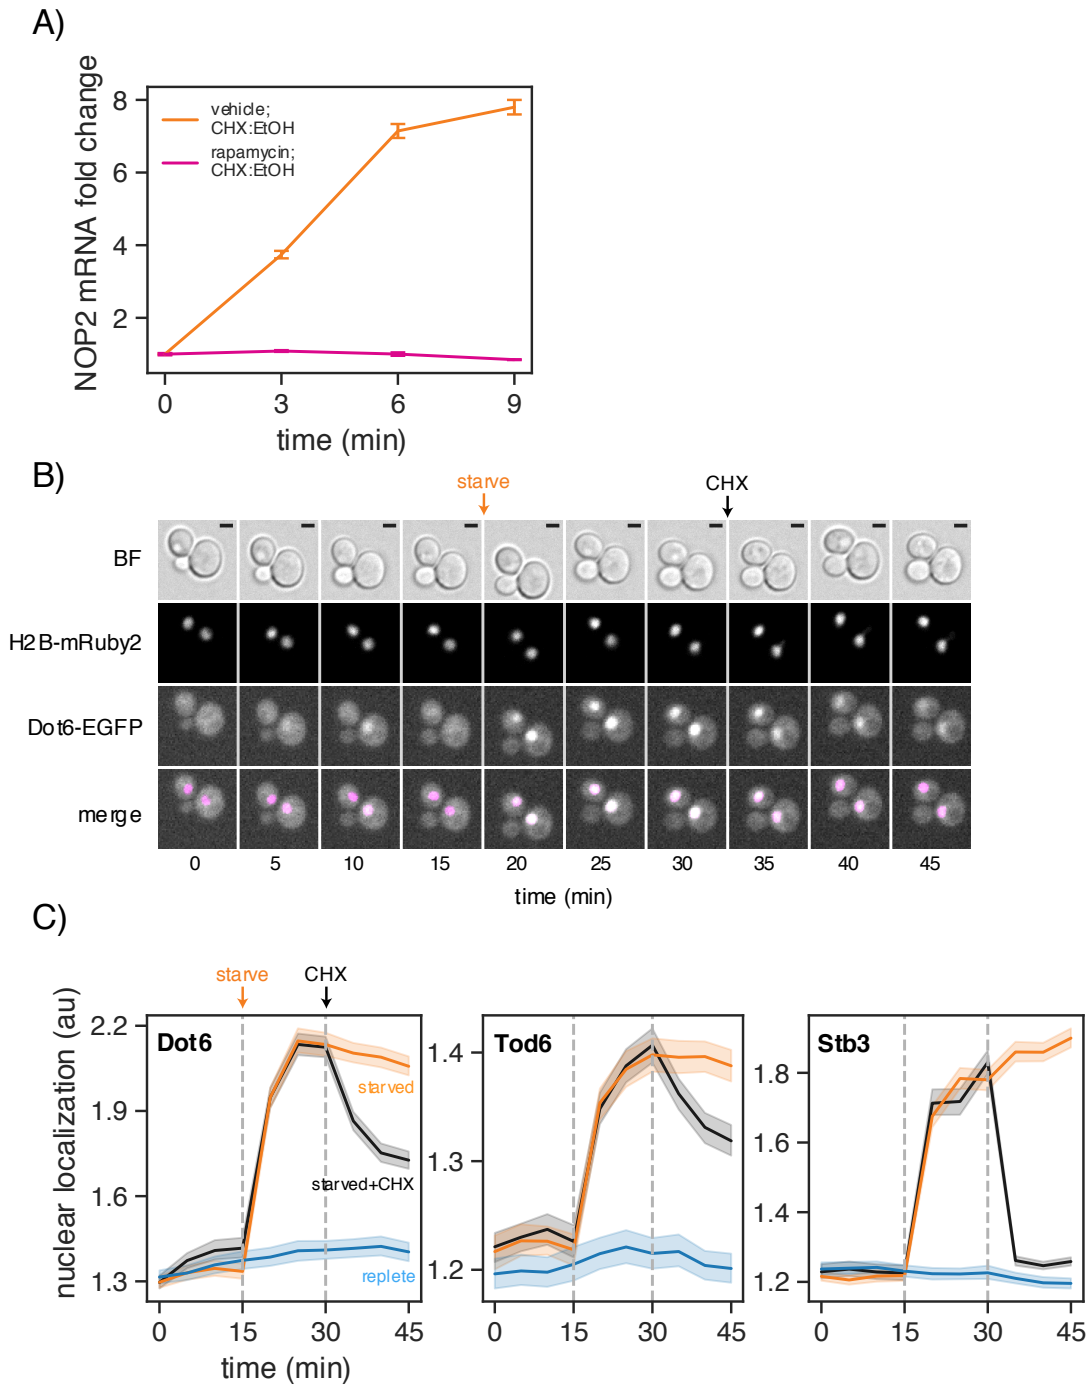 A)
NOP2 mRNA fold change
8
6
4
2
vehicle;
CHX:EtOH
rapamycin;
CHX:EtOH
0 3 6 9
time (min)
B)
starve
CHX
BF
H2B-mRuby2
Dot6-EGFP
merge
0 5 10 15 20 25 30 35 40 45
time (min)
C)
starve
CHX
nuclear localization (au)
2.2
1.9
1.6
1.3
Dot6
starved
starved+CHX
replete
0 15 30 45
time (min)
1.4
1.3
1.2
Tod6
0 15 30 45
1.8
1.6
1.4
1.2
Stb3
0 15 30 45